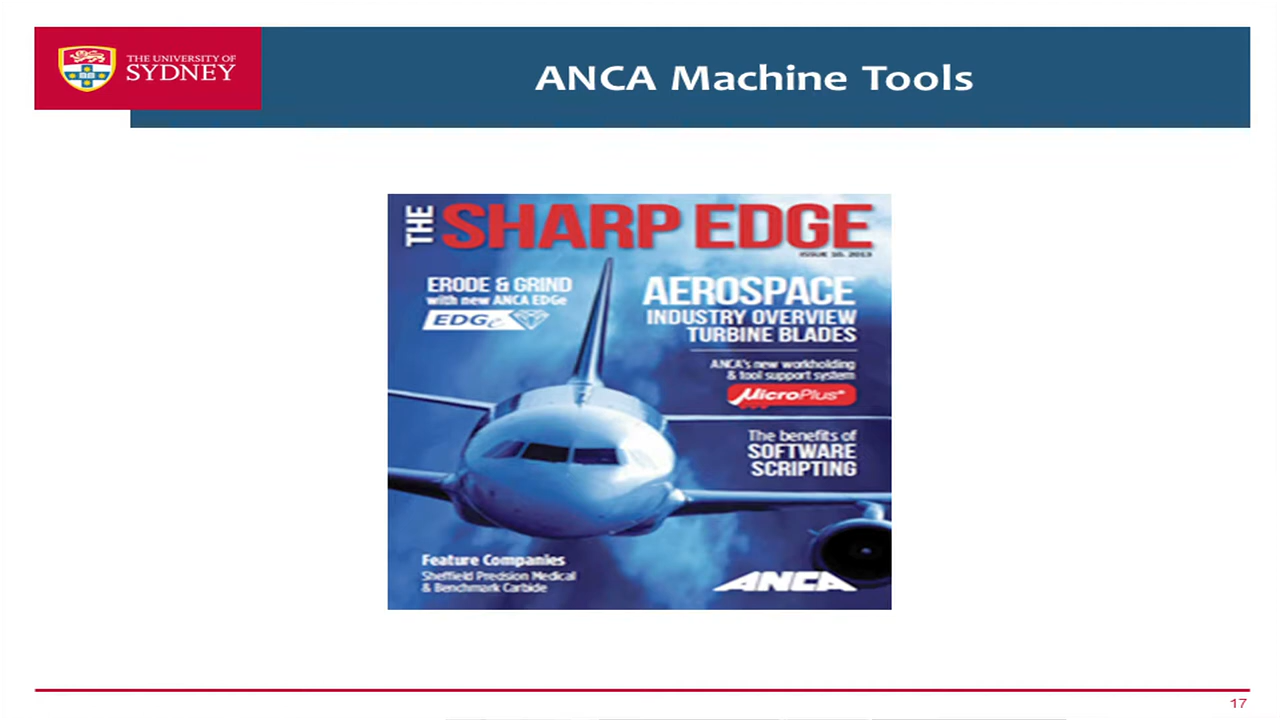 THE UNIVERSITY OF
SYDNEY
ANCA Machine Tools
THE
SHARP EDGE
ISSUE 10. 2013
ERODE & GRIND
with new ANCA EDGe
EDGe
AEROSPACE
INDUSTRY OVERVIEW
TURBINE BLADES
ANCA's new workholding
& tool support system
MicroPlus
The benefits of
SOFTWARE
SCRIPTING
Feature Companies
Sheffield Precision Medical
& Benchmark Carbide
ANCA
17